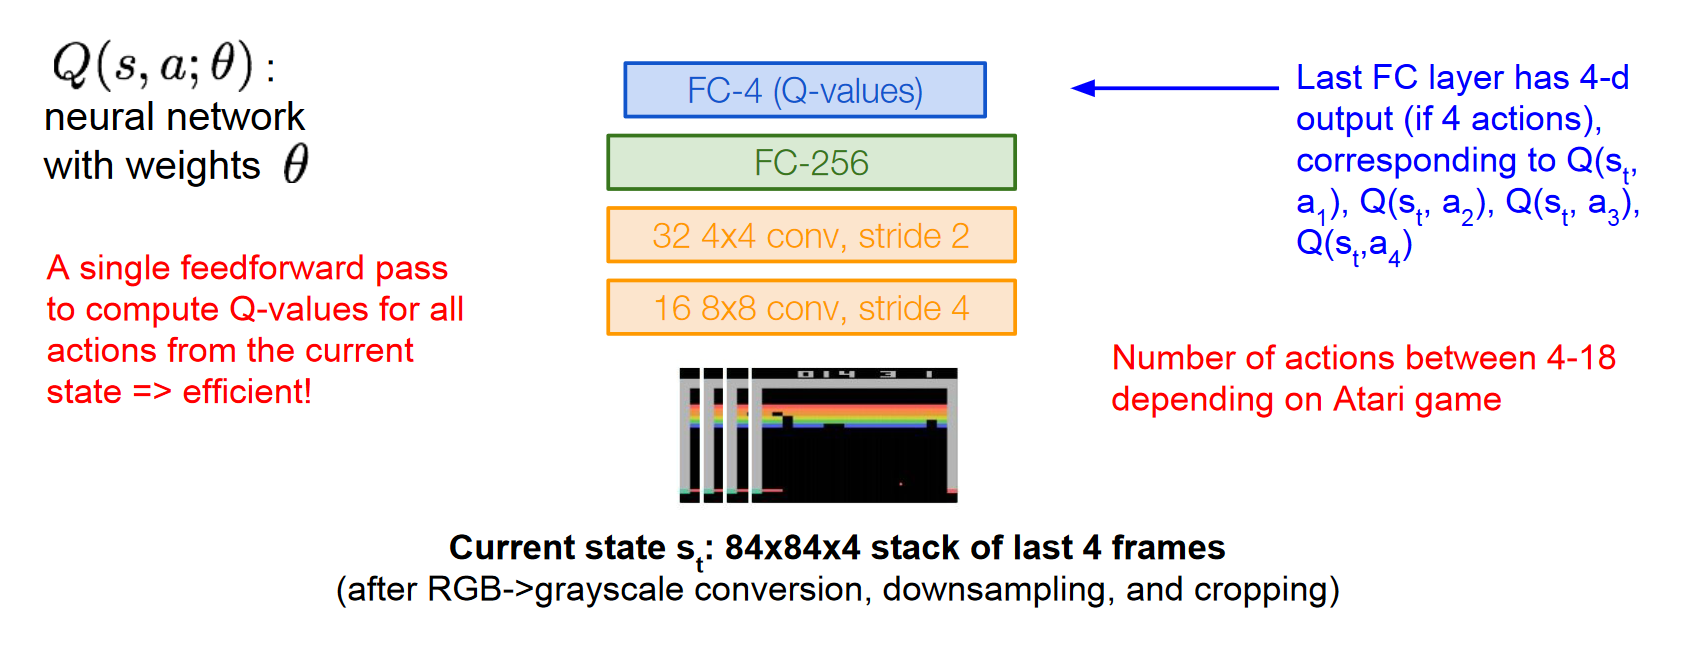 Q(s, a; θ) :
neural network
with weights θ
A single feedforward pass
to compute Q-values for all
actions from the current
state => efficient!
FC-4 (Q-values)
FC-256
32 4x4 conv, stride 2
16 8x8 conv, stride 4
014 3 1
Current state s_t: 84x84x4 stack of last 4 frames
(after RGB->grayscale conversion, downsampling, and cropping)
Last FC layer has 4-d
output (if 4 actions),
corresponding to Q(s_t,
a_1), Q(s_t, a_2), Q(s_t, a_3),
Q(s_t,a_4)
Number of actions between 4-18
depending on Atari game